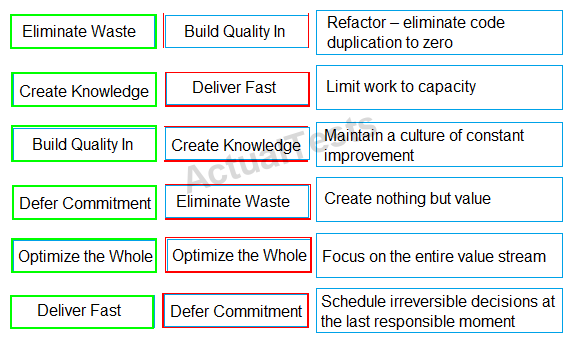 Eliminate Waste
Build Quality In
Refactor – eliminate code
duplication to zero
Create Knowledge
Deliver Fast
Limit work to capacity
Build Quality In
Create Knowledge
Maintain a culture of constant
improvement
Defer Commitment
Eliminate Waste
Create nothing but value
Optimize the Whole
Optimize the Whole
Focus on the entire value stream
Deliver Fast
Defer Commitment
Schedule irreversible decisions at
the last responsible moment
ActualTests